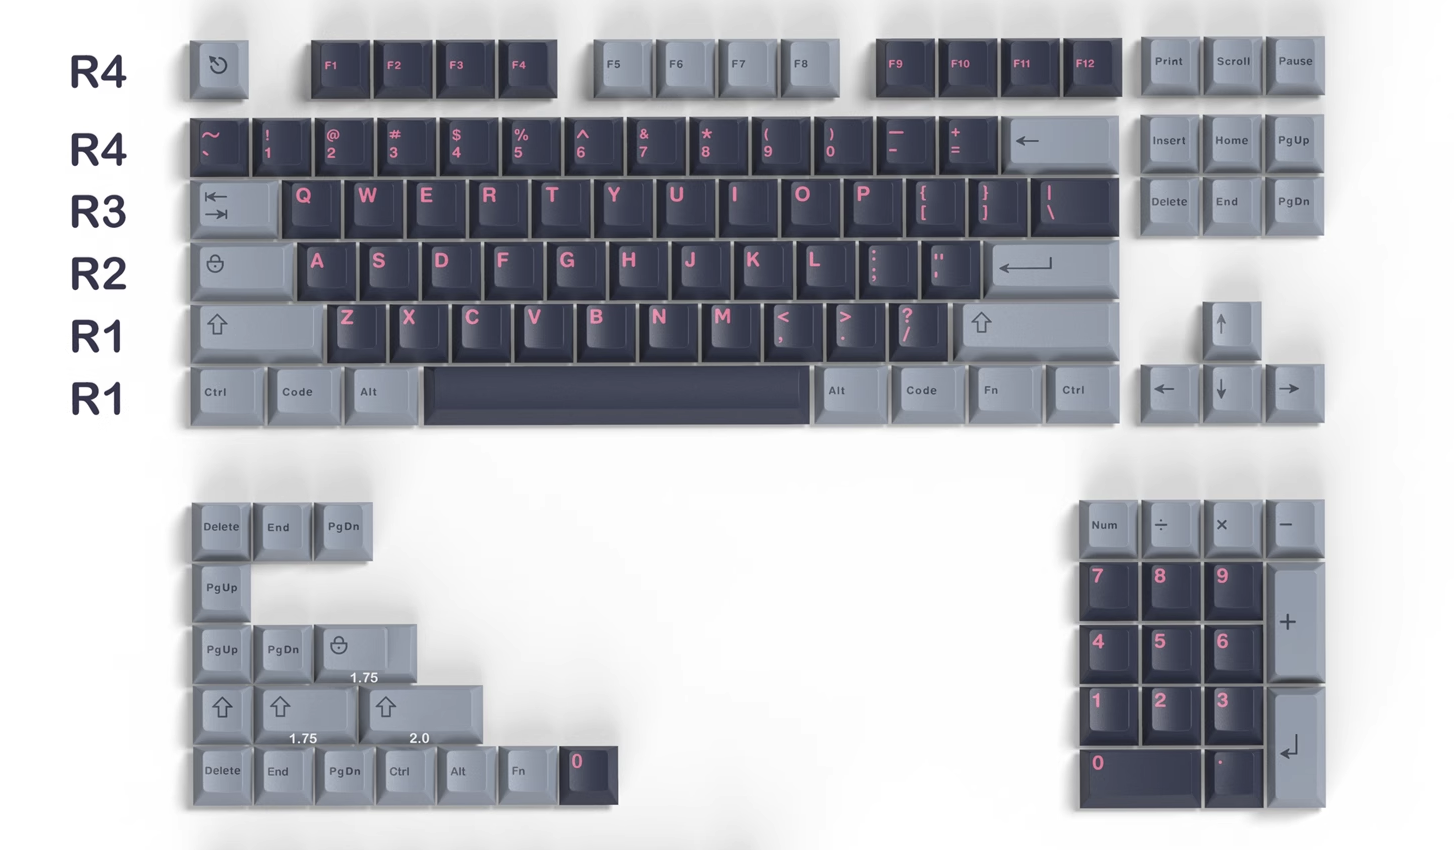 R4 F1 F2 F3 F4 F5 F6 F7 F8 F9 F10 F11 F12 Print Scroll Pause
~ ! @ # $ % ^ & * ( ) — +
R4 ` 1 2 3 4 5 6 7 8 9 0 - = ← Insert Home PgUp
R3 Q W E R T Y U I O P { } | Delete End PgDn
[ ] \
R2 A S D F G H J K L : "
; '
R1 Z X C V B N M < > ? ↑
, . /
R1 Ctrl Code Alt Alt Code Fn Ctrl ← ↓ →
Delete End PgDn Num ÷ × −
PgUp 7 8 9 +
PgUp PgDn 4 5 6
1.75
1 2 3
1.75 2.0
Delete End PgDn Ctrl Alt Fn 0 0 .